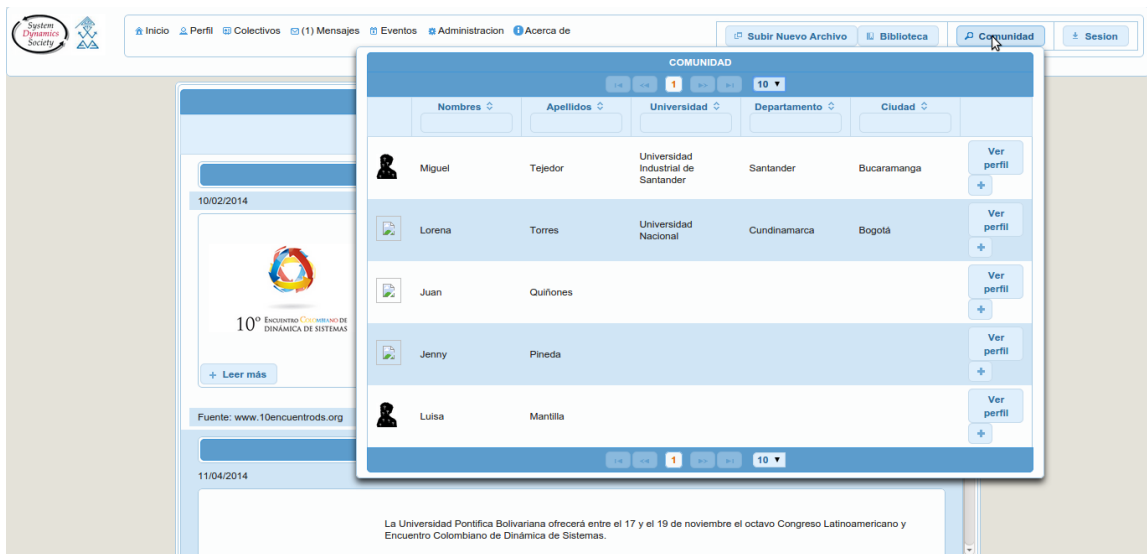 System
Dynamics
Society
Inicio Perfil Colectivos (1) Mensajes Eventos Administracion Acerca de
Subir Nuevo Archivo Biblioteca Comunidad Sesion
COMUNIDAD
1 10
Nombres Apellidos Universidad Departamento Ciudad
Miguel Tejedor Universidad Industrial de Santander Santander Bucaramanga Ver perfil
+
Lorena Torres Universidad Nacional Cundinamarca Bogotá Ver perfil
+
Juan Quiñones Ver perfil
+
Jenny Pineda Ver perfil
+
Luisa Mantilla Ver perfil
+
1 10
10/02/2014
10º ENCUENTRO COLOMBIANO DE
DINÁMICA DE SISTEMAS
+ Leer más
Fuente: www.10encuentrods.org
11/04/2014
La Universidad Pontifica Bolivariana ofrecerá entre el 17 y el 19 de noviembre el octavo Congreso Latinoamericano y
Encuentro Colombiano de Dinámica de Sistemas.